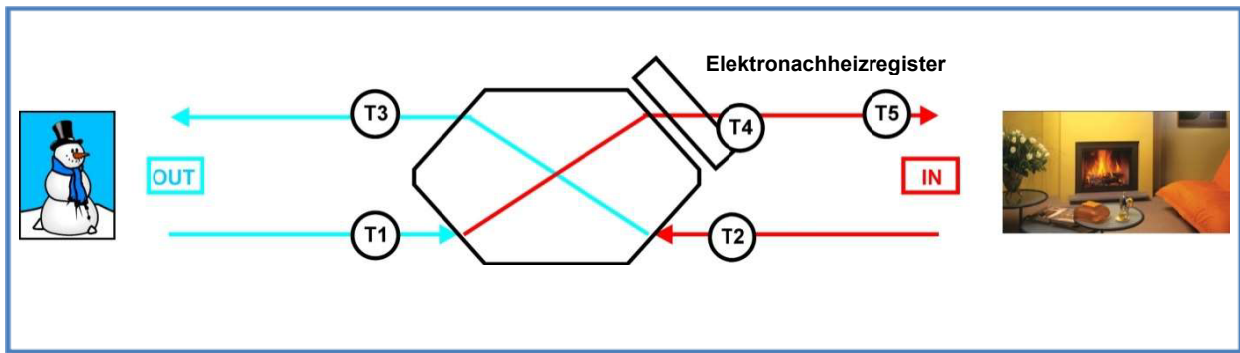 Elektronachheizregister
T3
T4
T5
OUT
IN
T1
T2